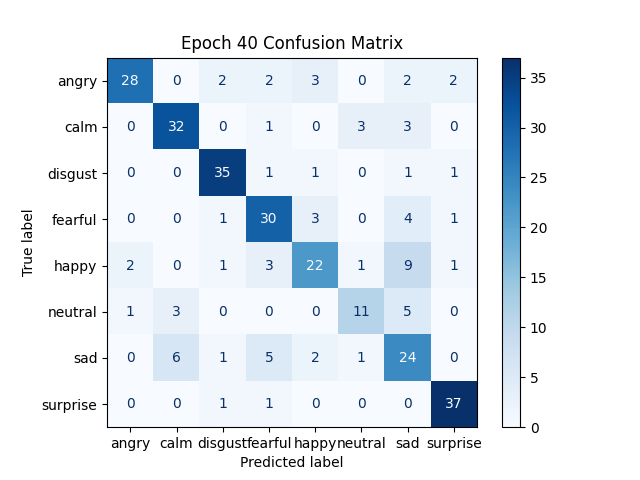 Epoch 40 Confusion Matrix
angry 28 0 2 2 3 0 2 2
calm 0 32 0 1 0 3 3 0
disgust 0 0 35 1 1 0 1 1
fearful 0 0 1 30 3 0 4 1
happy 2 0 1 3 22 1 9 1
neutral 1 3 0 0 0 11 5 0
sad 0 6 1 5 2 1 24 0
surprise 0 0 1 1 0 0 0 37
angry calm disgust fearful happy neutral sad surprise
Predicted label
True label
35
30
25
20
15
10
5
0